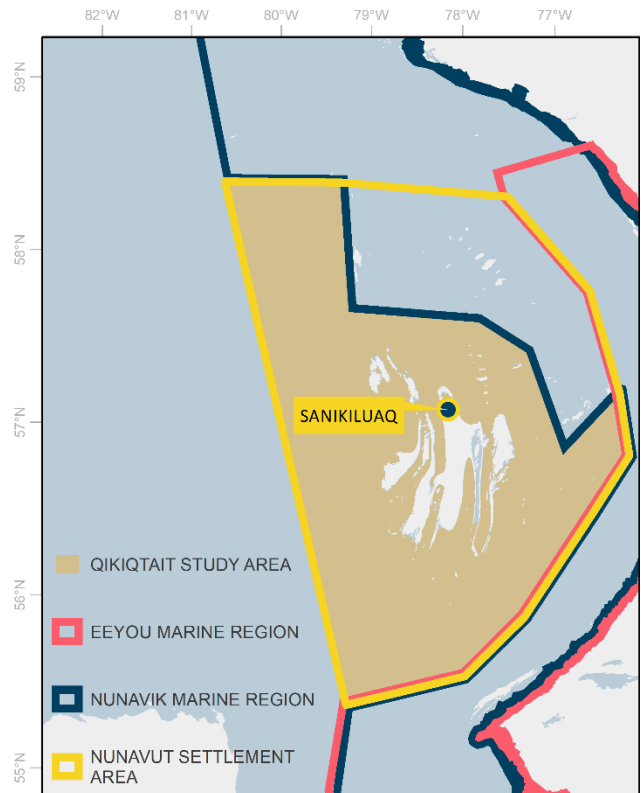 82°W 81°W 80°W 79°W 78°W 77°W
59°N
58°N
57°N
SANIKILUAQ
QIKIQTAIT STUDY AREA
56°N
EEYOU MARINE REGION
NUNAVIK MARINE REGION
NUNAVUT SETTLEMENT
AREA
55°N